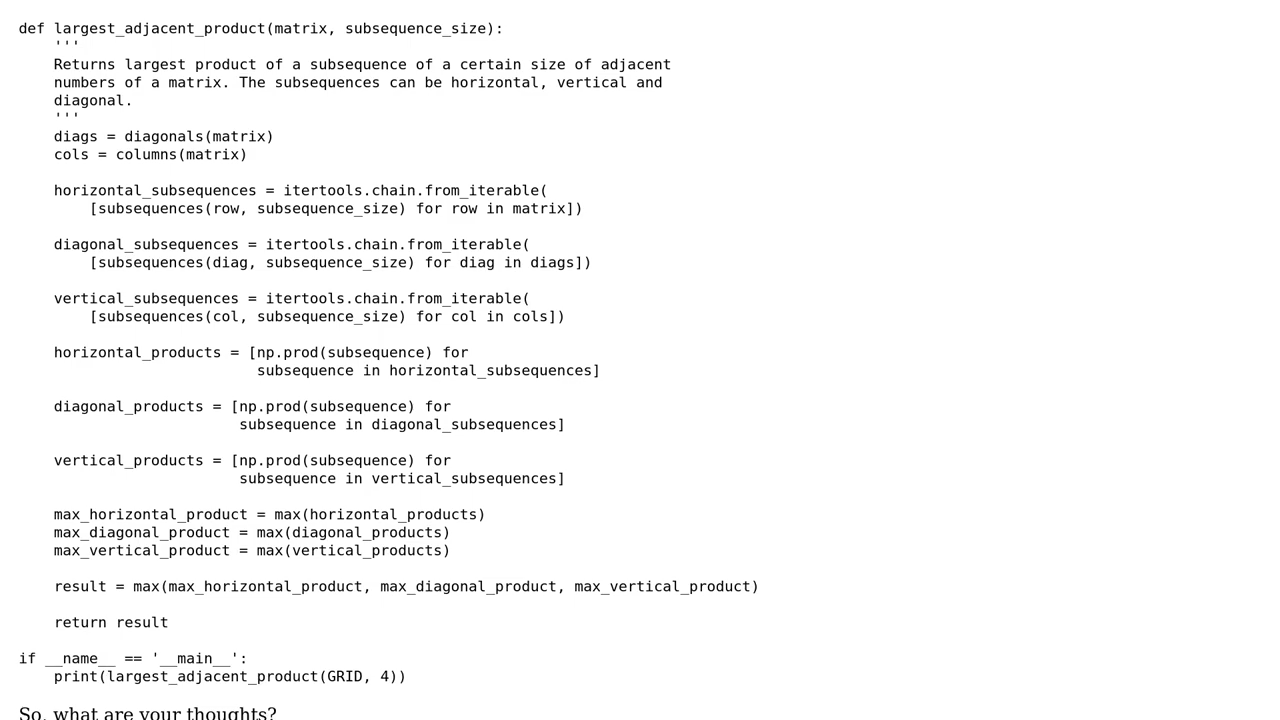 def largest_adjacent_product(matrix, subsequence_size):
    '''
    Returns largest product of a subsequence of a certain size of adjacent
    numbers of a matrix. The subsequences can be horizontal, vertical and
    diagonal.
    '''
    diags = diagonals(matrix)
    cols = columns(matrix)

    horizontal_subsequences = itertools.chain.from_iterable(
        [subsequences(row, subsequence_size) for row in matrix])

    diagonal_subsequences = itertools.chain.from_iterable(
        [subsequences(diag, subsequence_size) for diag in diags])

    vertical_subsequences = itertools.chain.from_iterable(
        [subsequences(col, subsequence_size) for col in cols])

    horizontal_products = [np.prod(subsequence) for
                           subsequence in horizontal_subsequences]

    diagonal_products = [np.prod(subsequence) for
                         subsequence in diagonal_subsequences]

    vertical_products = [np.prod(subsequence) for
                         subsequence in vertical_subsequences]

    max_horizontal_product = max(horizontal_products)
    max_diagonal_product = max(diagonal_products)
    max_vertical_product = max(vertical_products)

    result = max(max_horizontal_product, max_diagonal_product, max_vertical_product)

    return result

if __name__ == '__main__':
    print(largest_adjacent_product(GRID, 4))

So, what are your thoughts?